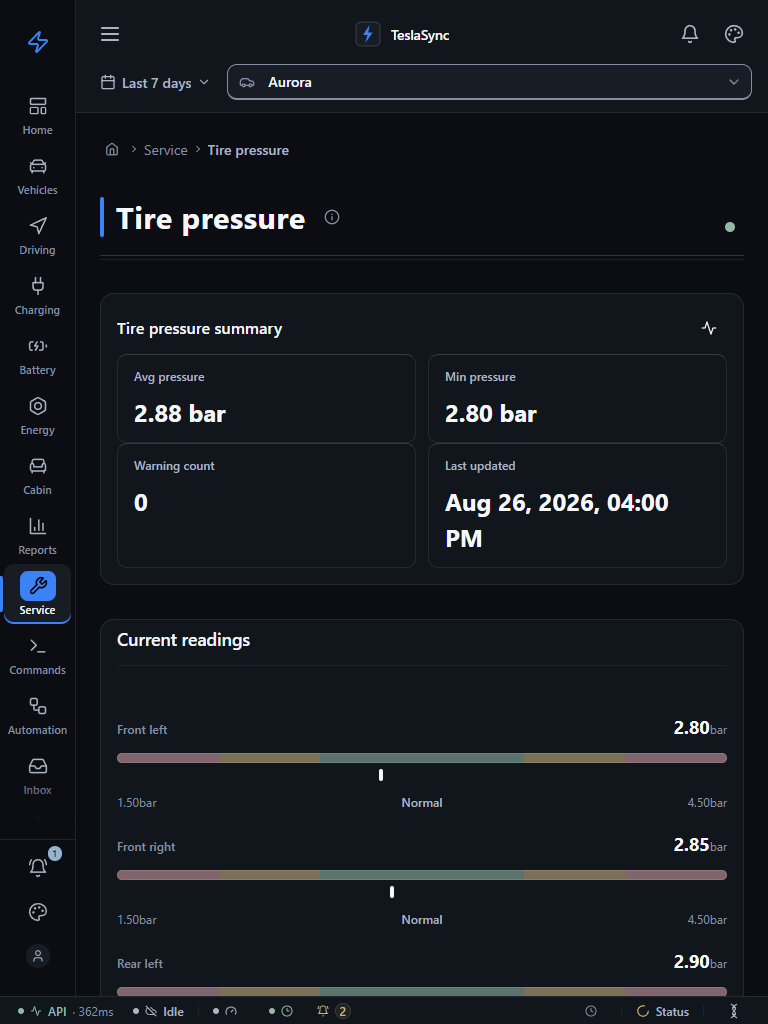 TeslaSync
Last 7 days
Aurora
Home
Vehicles
Driving
Charging
Battery
Energy
Cabin
Reports
Service
Commands
Automation
Inbox
1
Service
Tire pressure
Tire pressure
Tire pressure summary
Avg pressure
2.88 bar
Min pressure
2.80 bar
Warning count
0
Last updated
Aug 26, 2026, 04:00
PM
Current readings
Front left
2.80bar
1.50bar
Normal
4.50bar
Front right
2.85bar
1.50bar
Normal
4.50bar
Rear left
2.90bar
API · 362ms
Idle
2
Status